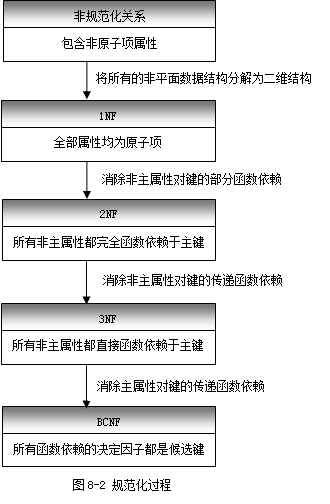 非规范化关系
包含非原子项属性
将所有的非平面数据结构分解为二维结构
1NF
全部属性均为原子项
消除非主属性对键的部分函数依赖
2NF
所有非主属性都完全函数依赖于主键
消除非主属性对键的传递函数依赖
3NF
所有非主属性都直接函数依赖于主键
消除主属性对键的传递函数依赖
BCNF
所有函数依赖的决定因子都是候选键
图8-2 规范化过程